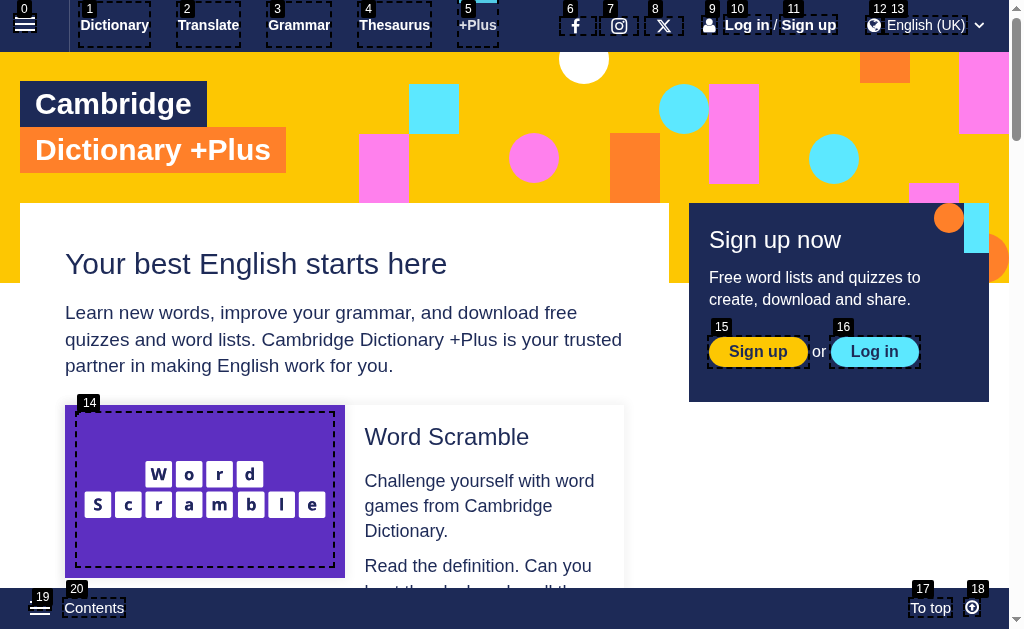 0 1 2 3 4 5 6 7 8 9 10 11 12 13
Dictionary Translate Grammar Thesaurus +Plus Log in / Sign up English (UK)
Cambridge
Dictionary +Plus
Your best English starts here
Learn new words, improve your grammar, and download free
quizzes and word lists. Cambridge Dictionary +Plus is your trusted
partner in making English work for you.
Sign up now
Free word lists and quizzes to
create, download and share.
15 16
Sign up or Log in
14
Word
Scramble
Word Scramble
Challenge yourself with word
games from Cambridge
Dictionary.
Read the definition. Can you
19 20 17 18
Contents To top